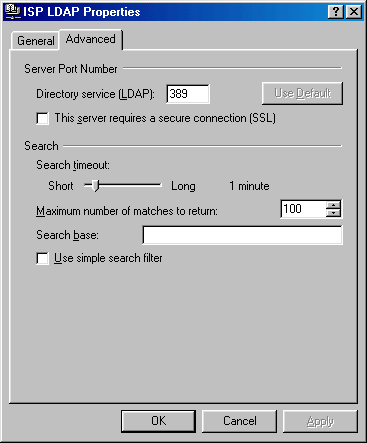 ISP LDAP Properties
General Advanced
Server Port Number
Directory service (LDAP): 389 Use Default
This server requires a secure connection (SSL)
Search
Search timeout:
Short Long 1 minute
Maximum number of matches to return: 100
Search base:
Use simple search filter
OK Cancel Apply